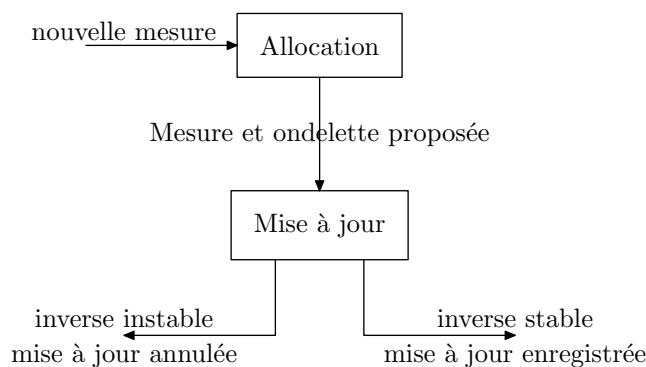 nouvelle mesure
Allocation
Mesure et ondelette proposée
Mise à jour
inverse instable
mise à jour annulée
inverse stable
mise à jour enregistrée